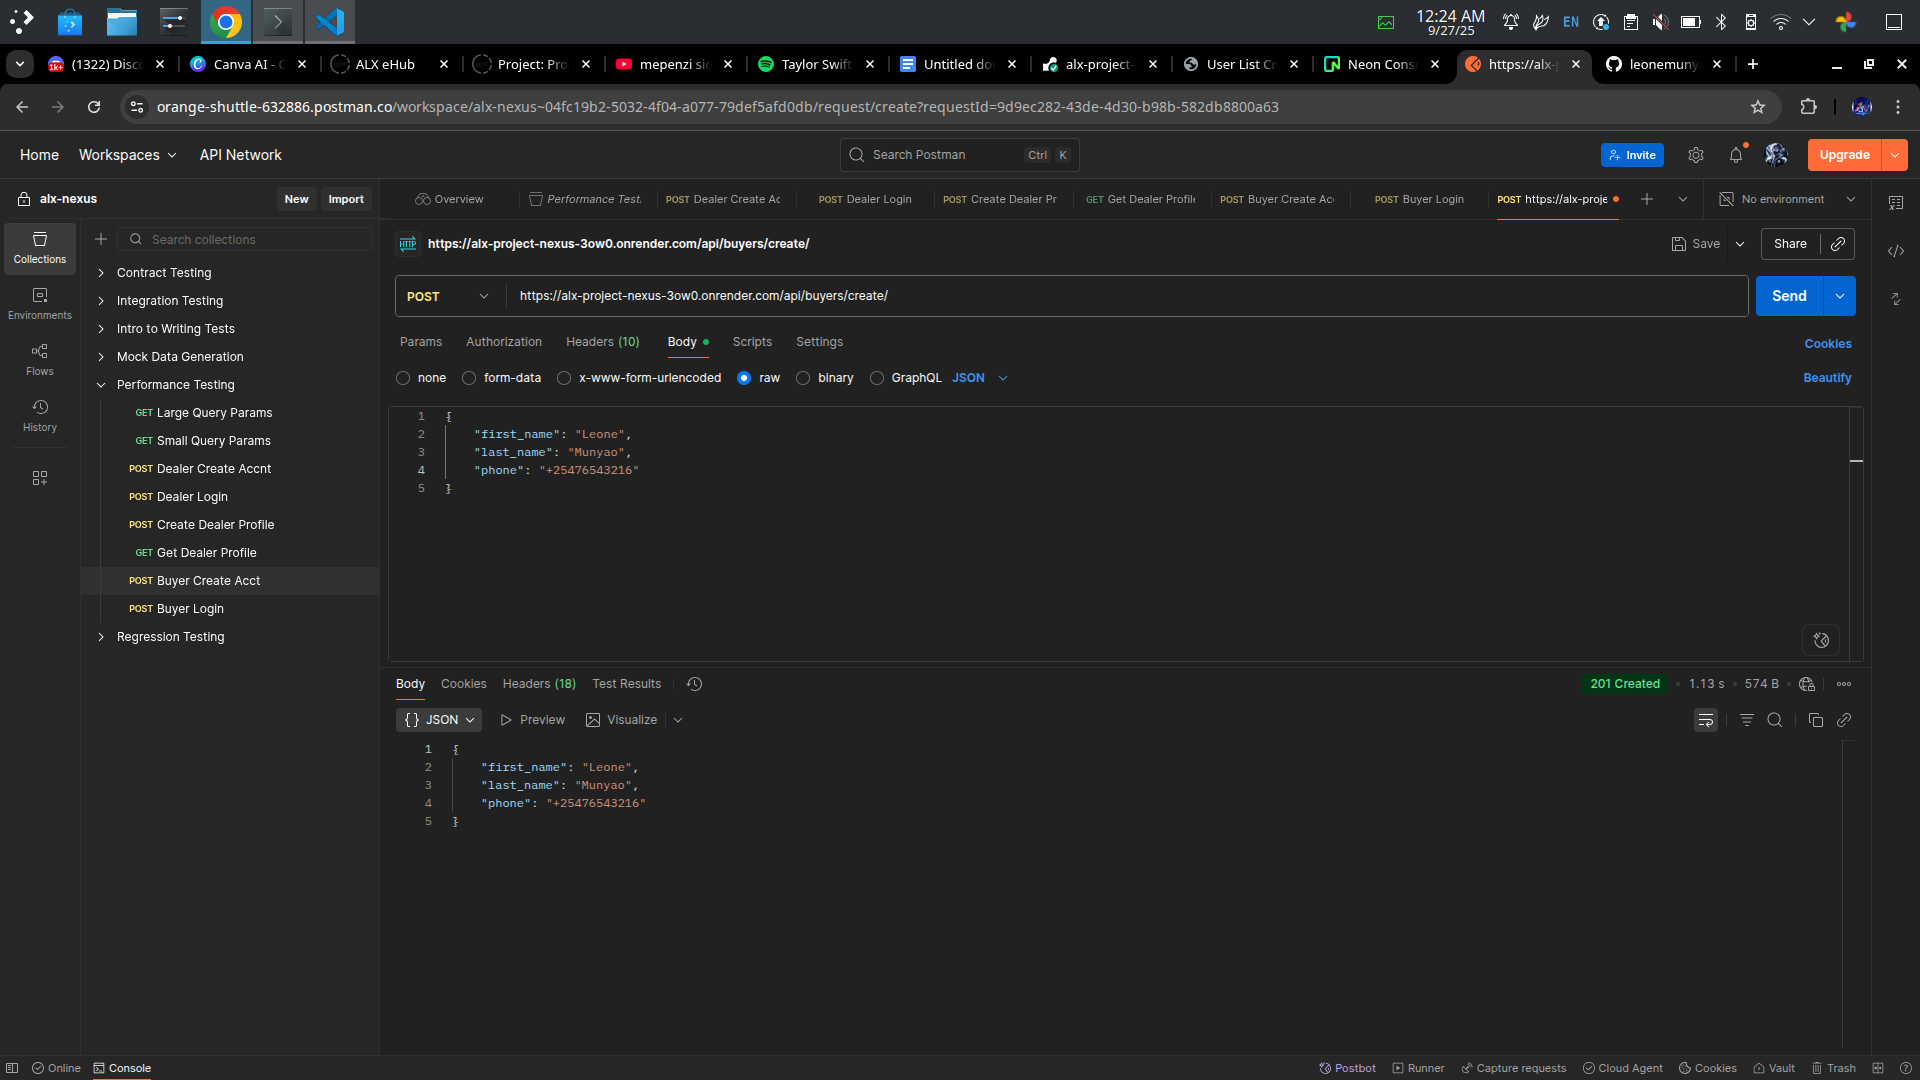 12:24 AM
9/27/25
EN
(1322) Disc
Canva AI - C
ALX eHub
Project: Pro
mepenzi sic
Taylor Swift
Untitled do
alx-project-
User List Cr
Neon Cons
https://alx-p
leonemuny
orange-shuttle-632886.postman.co/workspace/alx-nexus~04fc19b2-5032-4f04-a077-79def5afd0db/request/create?requestId=9d9ec282-43de-4d30-b98b-582db8800a63
Home Workspaces API Network
Search Postman Ctrl K
Invite
Upgrade
alx-nexus
New Import
Overview
Performance Test
POST Dealer Create Ac
POST Dealer Login
POST Create Dealer Pr
GET Get Dealer Profile
POST Buyer Create Acc
POST Buyer Login
POST https://alx-proje
No environment
Collections
Environments
Flows
History
Search collections
Contract Testing
Integration Testing
Intro to Writing Tests
Mock Data Generation
Performance Testing
GET Large Query Params
GET Small Query Params
POST Dealer Create Accnt
POST Dealer Login
POST Create Dealer Profile
GET Get Dealer Profile
POST Buyer Create Acct
POST Buyer Login
Regression Testing
HTTP https://alx-project-nexus-3ow0.onrender.com/api/buyers/create/
Save Share
POST https://alx-project-nexus-3ow0.onrender.com/api/buyers/create/
Send
Params Authorization Headers (10) Body Scripts Settings
Cookies
none form-data x-www-form-urlencoded raw binary GraphQL JSON
Beautify
1 {
2 "first_name": "Leone",
3 "last_name": "Munyao",
4 "phone": "+25476543216"
5 }
Body Cookies Headers (18) Test Results
201 Created • 1.13 s • 574 B
{} JSON Preview Visualize
1 {
2 "first_name": "Leone",
3 "last_name": "Munyao",
4 "phone": "+25476543216"
5 }
Online Console
Postbot Runner Capture requests Cloud Agent Cookies Vault Trash